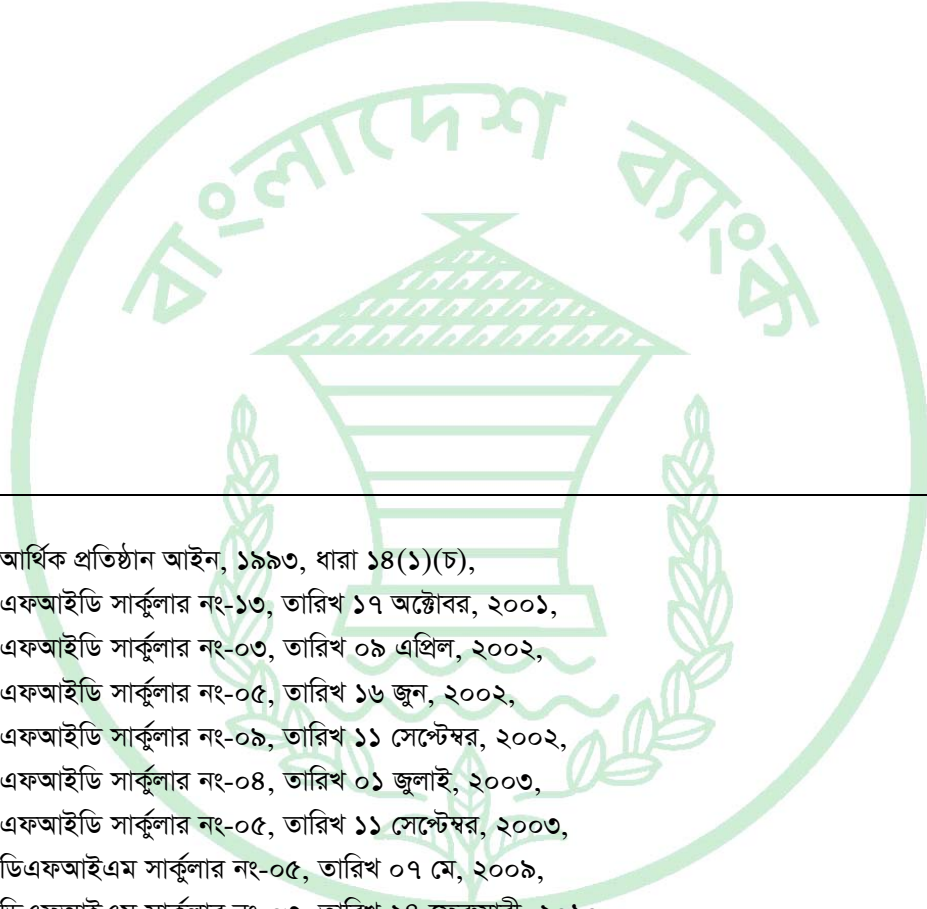 বাংলাদেশ ব্যাংক
আর্থিক প্রতিষ্ঠান আইন, ১৯৯৩, ধারা ১৪(১)(চ),
এফআইডি সার্কুলার নং-১৩, তারিখ ১৭ অক্টোবর, ২০০১,
এফআইডি সার্কুলার নং-০৩, তারিখ ০৯ এপ্রিল, ২০০২,
এফআইডি সার্কুলার নং-০৫, তারিখ ১৬ জুন, ২০০২,
এফআইডি সার্কুলার নং-০৯, তারিখ ১১ সেপ্টেম্বর, ২০০২,
এফআইডি সার্কুলার নং-০৪, তারিখ ০১ জুলাই, ২০০৩,
এফআইডি সার্কুলার নং-০৫, তারিখ ১১ সেপ্টেম্বর, ২০০৩,
ডিএফআইএম সার্কুলার নং-০৫, তারিখ ০৭ মে, ২০০৯,